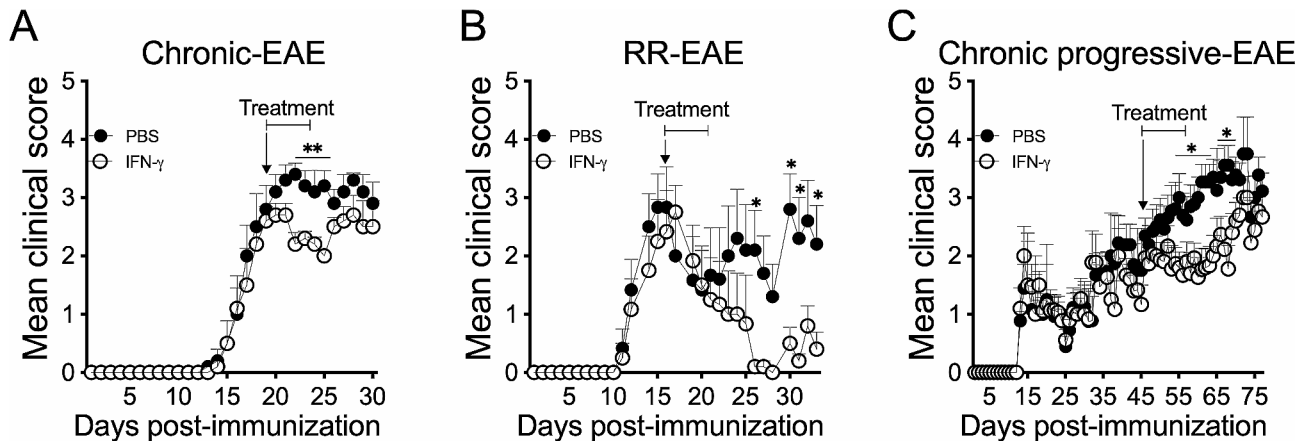 A
Chronic-EAE
Mean clinical score
5
4
3
2
1
0
Treatment
PBS
IFN-γ
**
5 10 15 20 25 30
Days post-immunization
B
RR-EAE
Mean clinical score
5
4
3
2
1
0
Treatment
PBS
IFN-γ
*
*
*
*
5 10 15 20 25 30
Days post-immunization
C
Chronic progressive-EAE
Mean clinical score
5
4
3
2
1
0
Treatment
PBS
IFN-γ
*
*
5 15 25 35 45 55 65 75
Days post-immunization